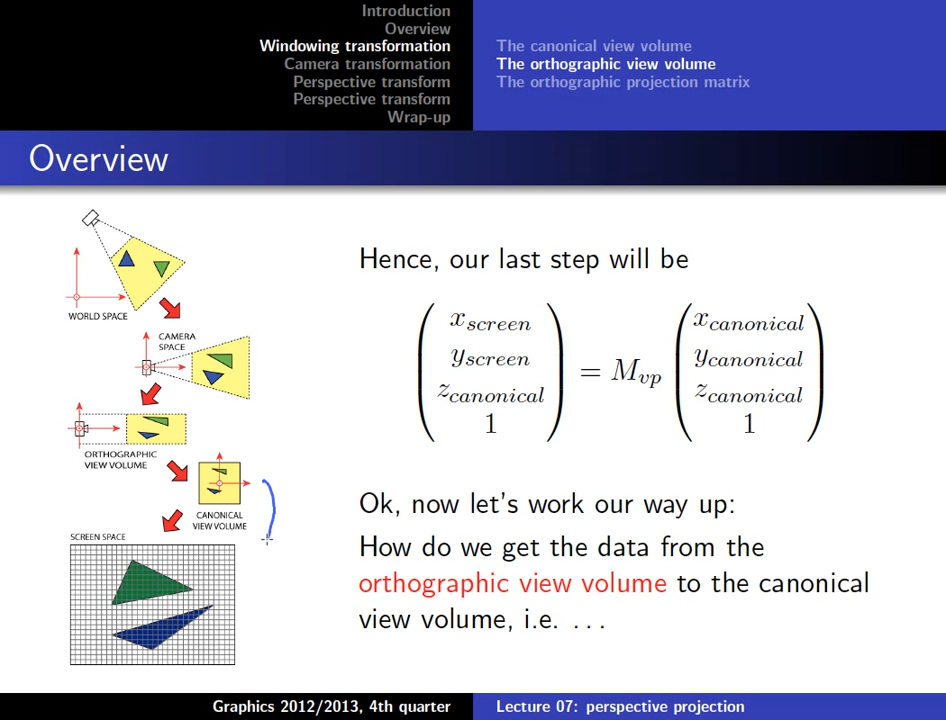 Introduction
Overview
Windowing transformation
Camera transformation
Perspective transform
Perspective transform
Wrap-up
The canonical view volume
The orthographic view volume
The orthographic projection matrix
Overview
WORLD SPACE
CAMERA
SPACE
ORTHOGRAPHIC
VIEW VOLUME
CANONICAL
VIEW VOLUME
SCREEN SPACE
Hence, our last step will be
x_screen
y_screen
z_canonical
1
= M_vp
x_canonical
y_canonical
z_canonical
1
Ok, now let's work our way up:
How do we get the data from the
orthographic view volume to the canonical
view volume, i.e. . . .
Graphics 2012/2013, 4th quarter
Lecture 07: perspective projection